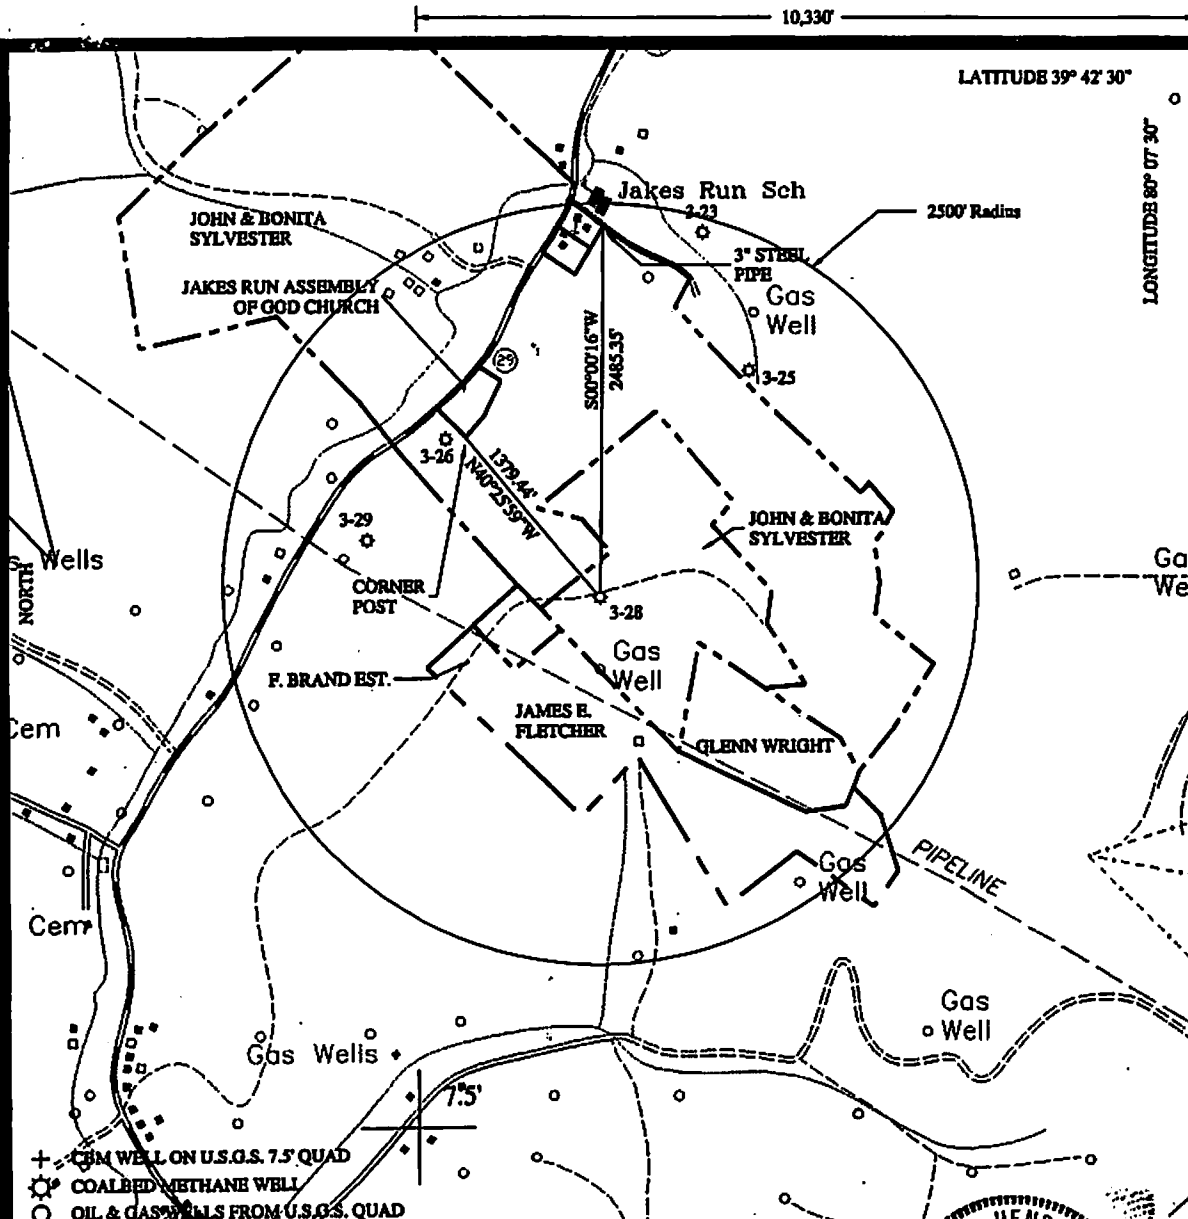 10,330'
LATITUDE 39° 42' 30"
LONGITUDE 80° 07' 30"
Jakes Run Sch
3-23
2500' Radius
JOHN & BONITA
SYLVESTER
3" STEEL
PIPE
JAKES RUN ASSEMBLY
OF GOD CHURCH
Gas
Well
S00°00'16"W
2485.35'
29
3-25
3-26
1379.44'
N40°25'59"W
3-29
JOHN & BONITA
SYLVESTER
s Wells
NORTH
CORNER
POST
Ga
We
3-28
Gas
Well
F. BRAND EST.
JAMES E.
FLETCHER
GLENN WRIGHT
Cem
PIPELINE
Gas
Well
Cem
Gas
Well
Gas Wells
7.5'
CBM WELL ON U.S.G.S. 7.5' QUAD
COALBED METHANE WELL
OIL & GAS WELLS FROM U.S.G.S. QUAD